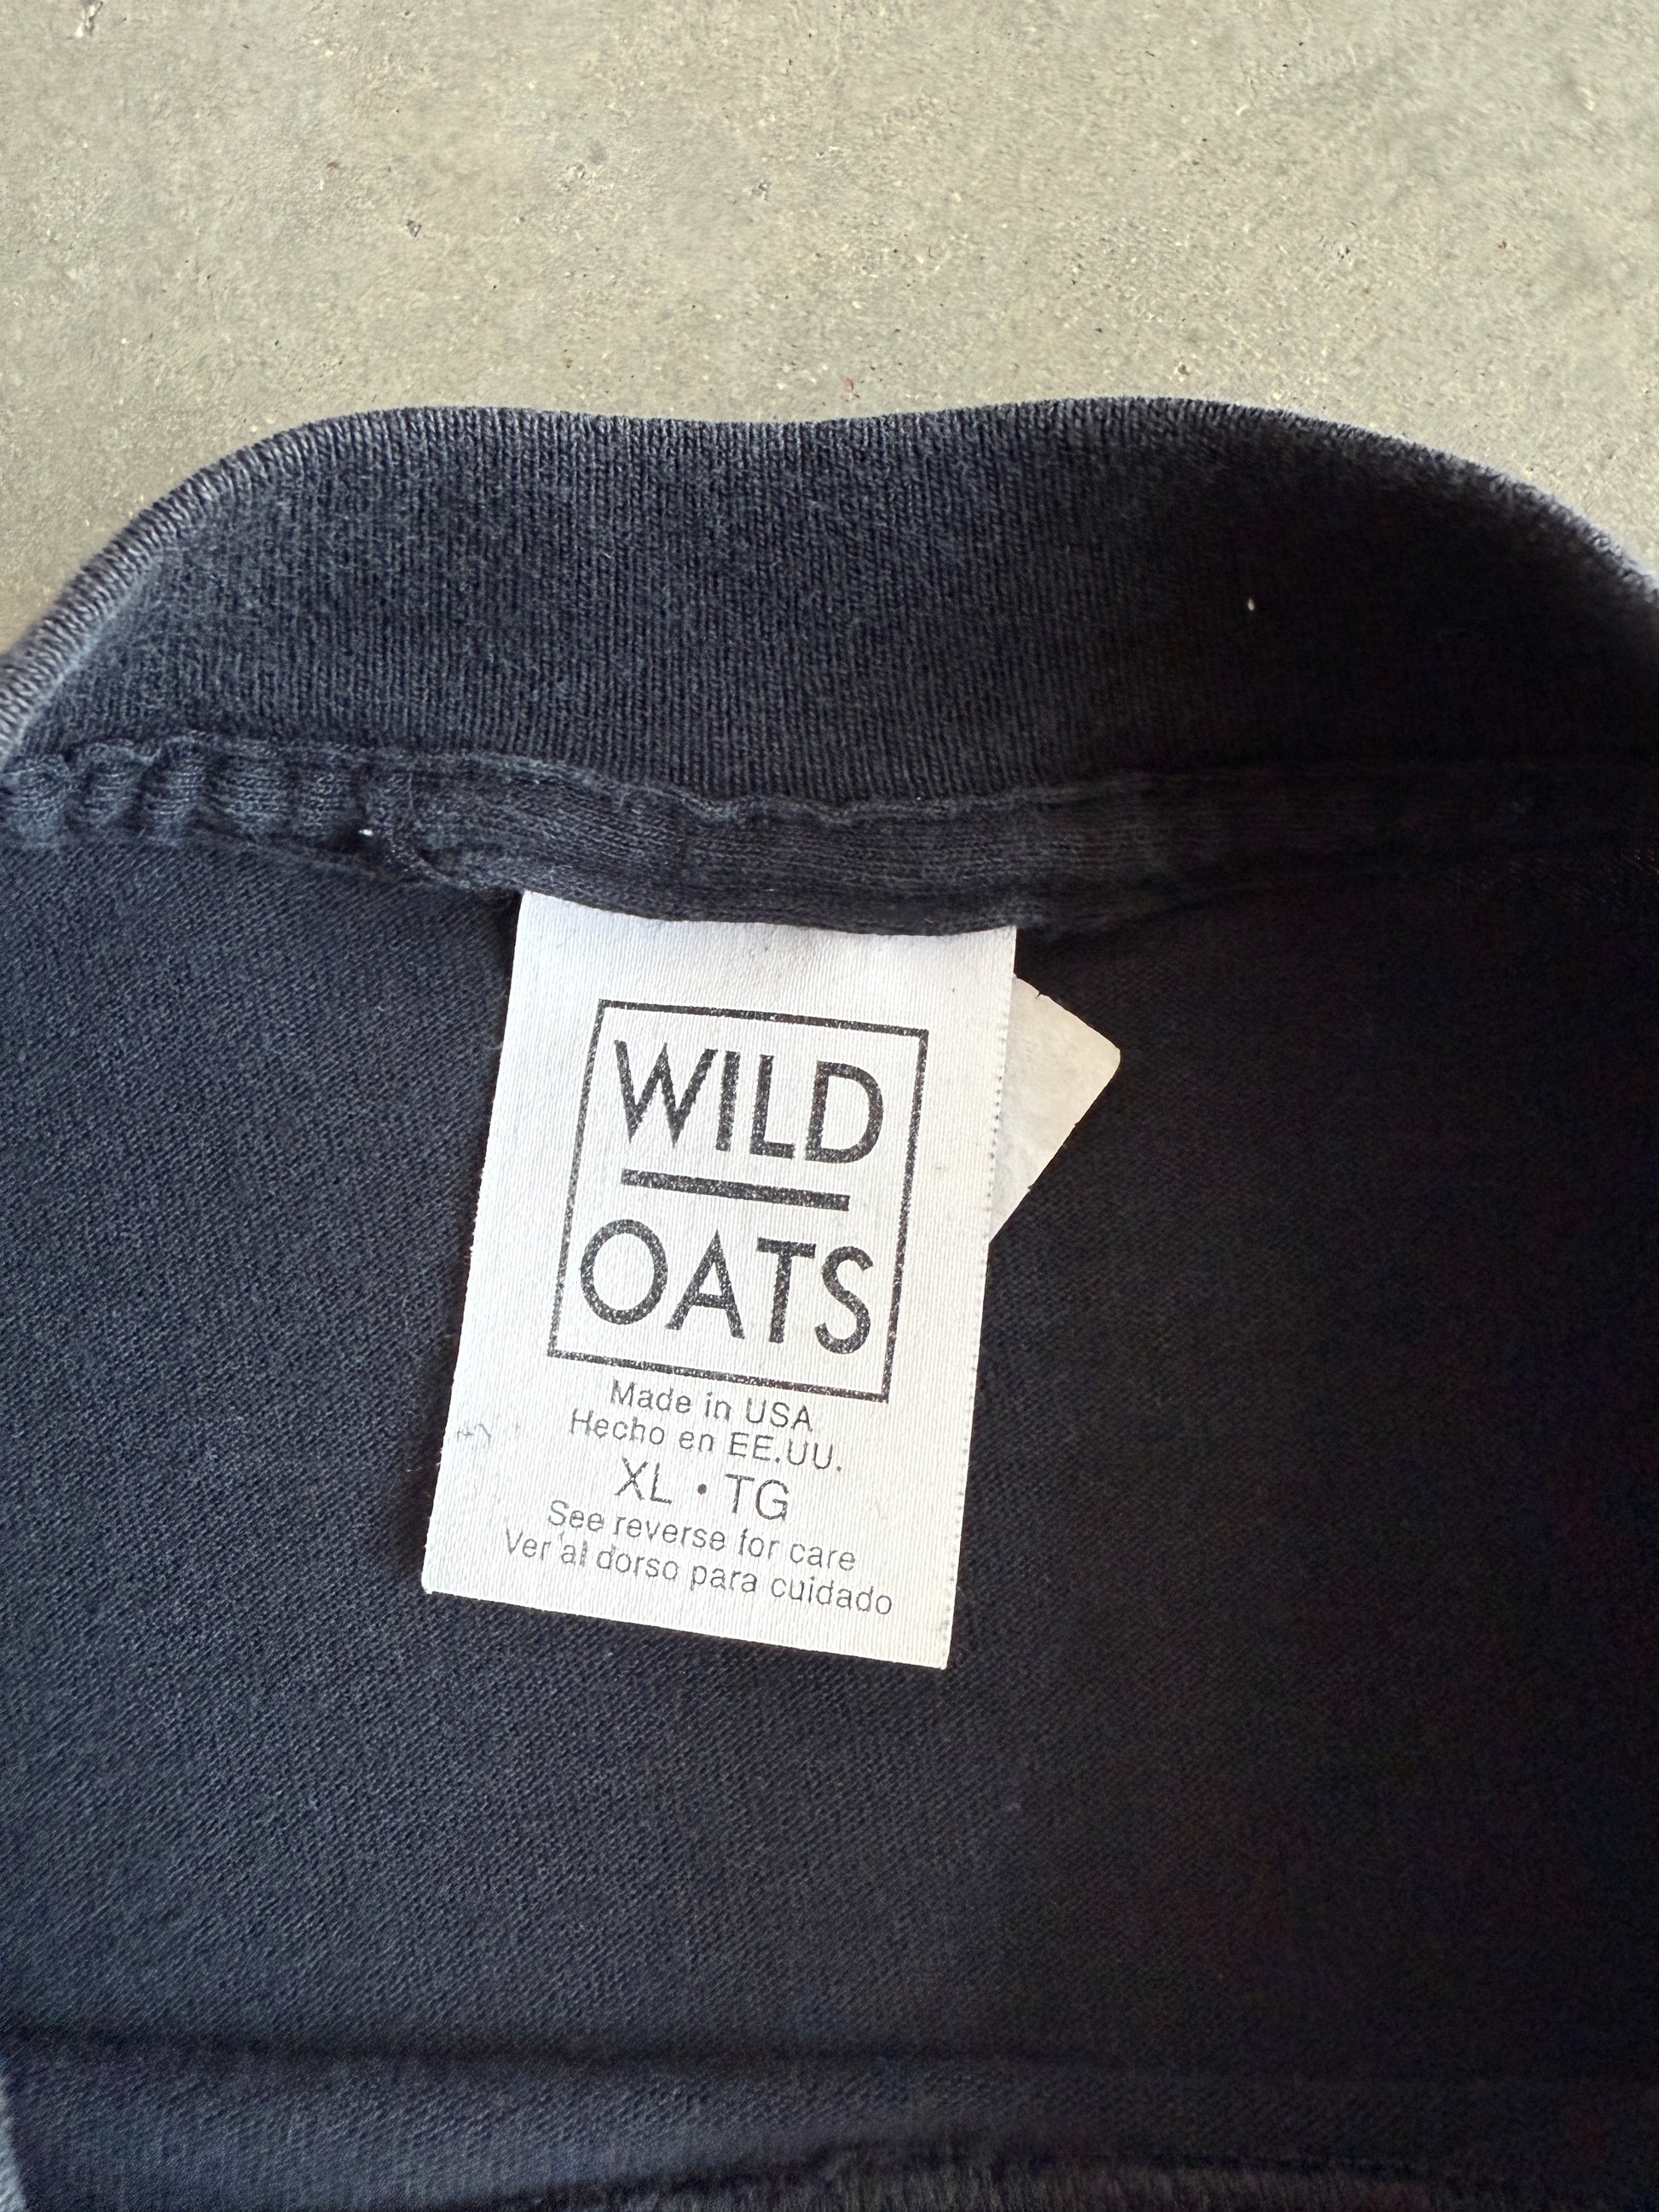 WILD
OATS
Made in USA
Hecho en EE.UU.
XL • TG
See reverse for care
Ver al dorso para cuidado